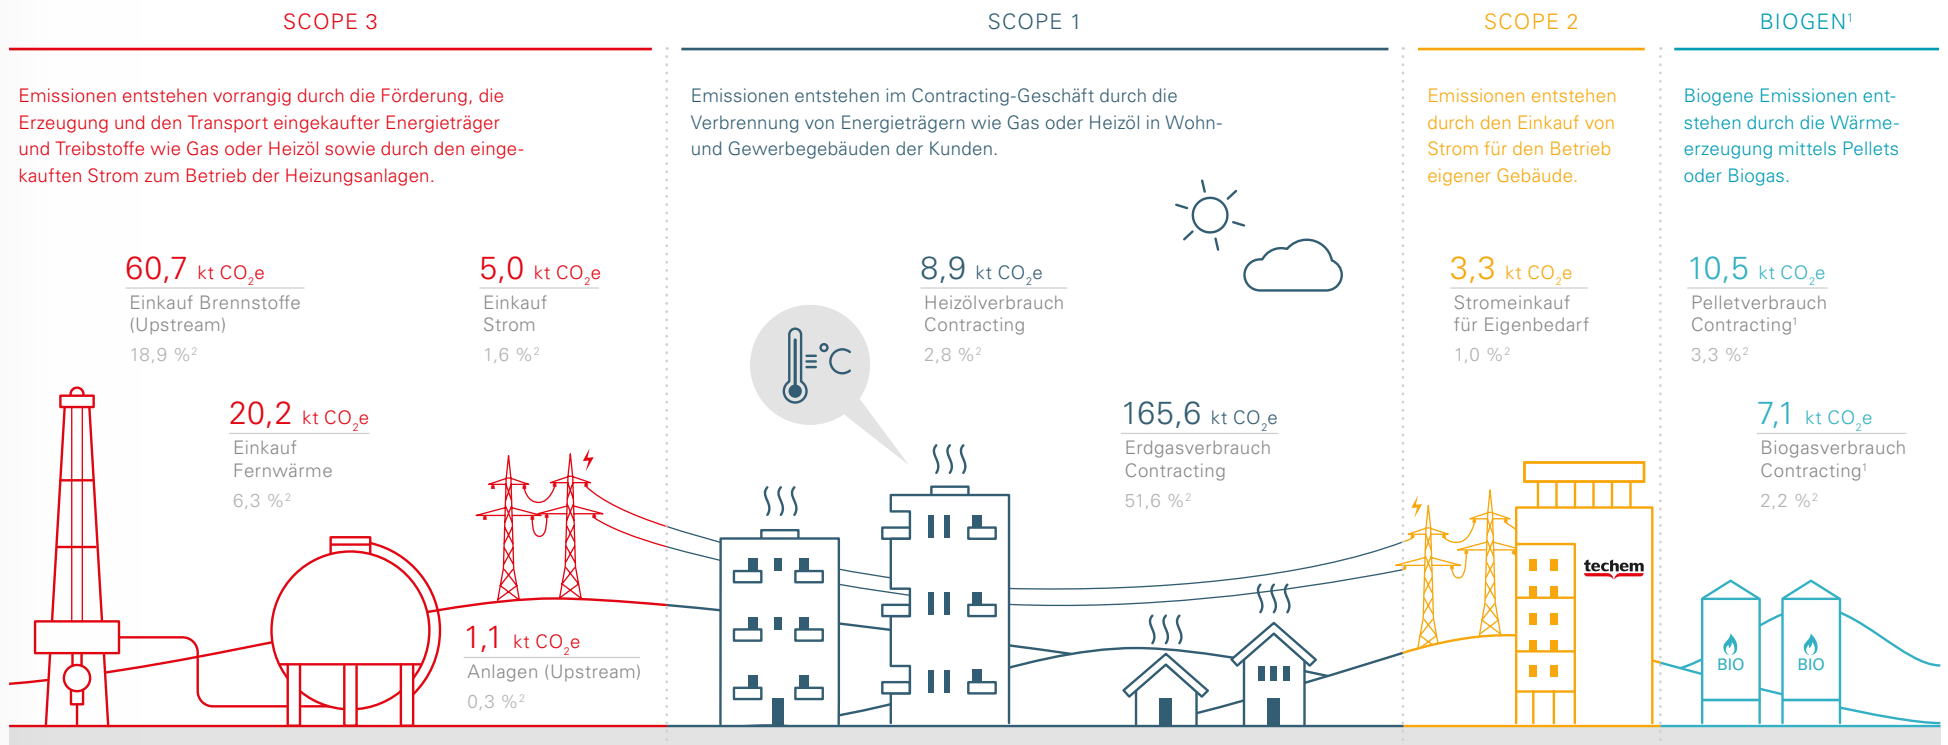 SCOPE 3
Emissionen entstehen vorrangig durch die Förderung, die
Erzeugung und den Transport eingekaufter Energieträger
und Treibstoffe wie Gas oder Heizöl sowie durch den einge-
kauften Strom zum Betrieb der Heizungsanlagen.
60,7 kt CO₂e
Einkauf Brennstoffe
(Upstream)
18,9 %²
5,0 kt CO₂e
Einkauf
Strom
1,6 %²
20,2 kt CO₂e
Einkauf
Fernwärme
6,3 %²
1,1 kt CO₂e
Anlagen (Upstream)
0,3 %²
SCOPE 1
Emissionen entstehen im Contracting-Geschäft durch die
Verbrennung von Energieträgern wie Gas oder Heizöl in Wohn-
und Gewerbegebäuden der Kunden.
8,9 kt CO₂e
Heizölverbrauch
Contracting
2,8 %²
°C
165,6 kt CO₂e
Erdgasverbrauch
Contracting
51,6 %²
SCOPE 2
Emissionen entstehen
durch den Einkauf von
Strom für den Betrieb
eigener Gebäude.
3,3 kt CO₂e
Stromeinkauf
für Eigenbedarf
1,0 %²
techem
BIOGEN¹
Biogene Emissionen ent-
stehen durch die Wärme-
erzeugung mittels Pellets
oder Biogas.
10,5 kt CO₂e
Pelletverbrauch
Contracting¹
3,3 %²
7,1 kt CO₂e
Biogasverbrauch
Contracting¹
2,2 %²
BIO
BIO